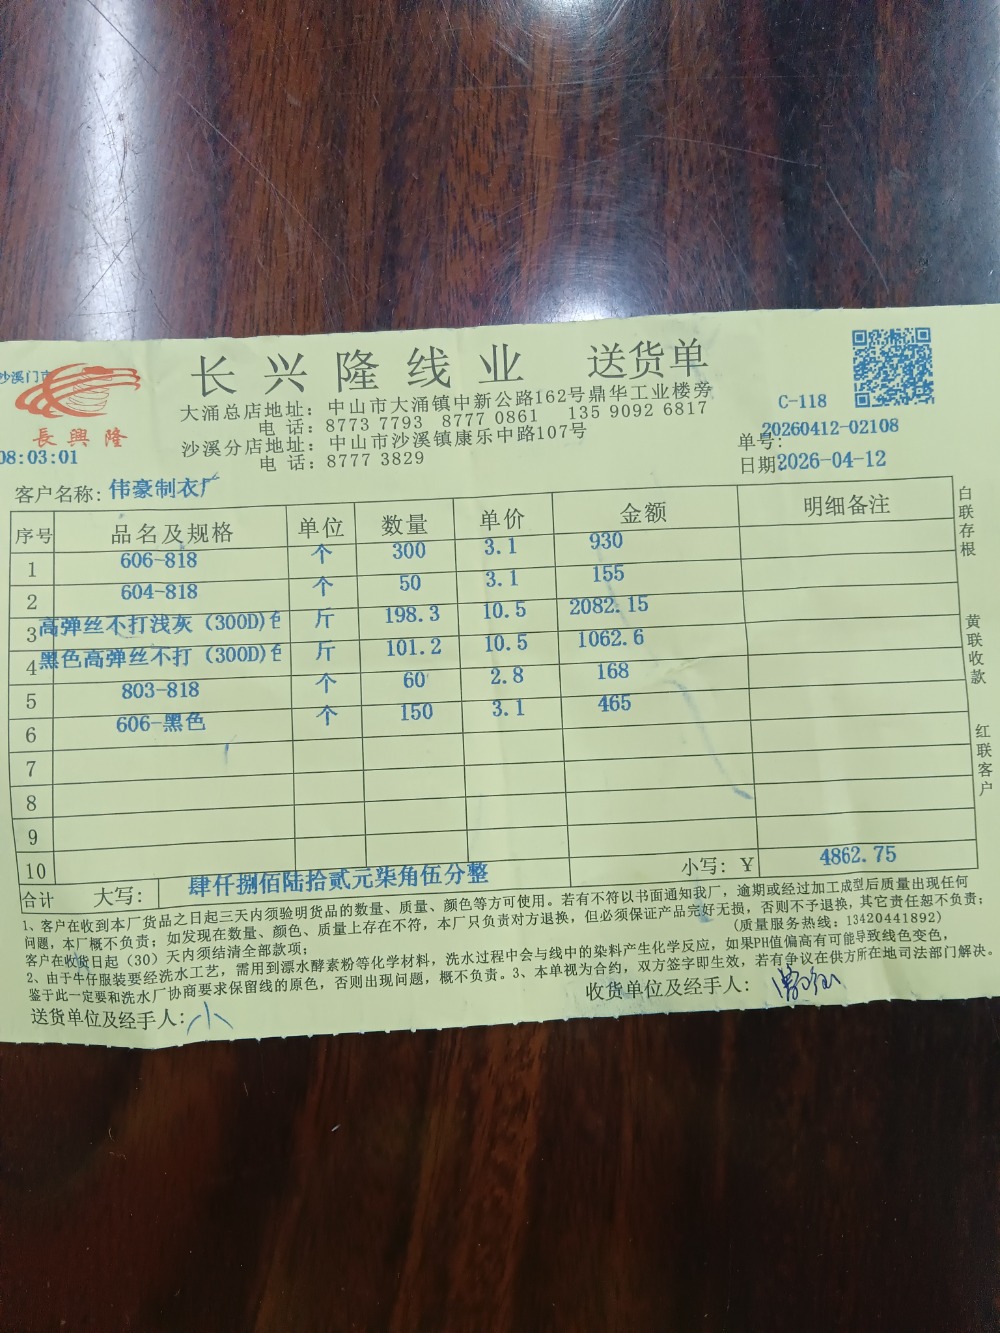 沙溪门市
長興隆
08:03:01
长兴隆线业 送货单
大涌总店地址：中山市大涌镇中新公路162号鼎华工业楼旁
电 话：8773 7793 8777 0861 135 9092 6817
沙溪分店地址：中山市沙溪镇康乐中路107号
电 话：8777 3829
C-118
单号：20260412-02108
日期：2026-04-12
客户名称：伟豪制衣厂
序号 品名及规格 单位 数量 单价 金额 明细备注
1 606-818 个 300 3.1 930
2 604-818 个 50 3.1 155
3 高弹丝不打浅灰（300D) 斤 198.3 10.5 2082.15
4 黑色高弹丝不打（300D) 斤 101.2 10.5 1062.6
5 803-818 个 60 2.8 168
6 606-黑色 个 150 3.1 465
7
8
9
10
合计 大写： 肆仟捌佰陆拾贰元柒角伍分整 小写：￥ 4862.75
白联存根
黄联收款
红联客户
1、客户在收到本厂货品之日起三天内须验明货品的数量、质量、颜色等方可使用。若有不符以书面通知我厂，逾期或经过加工成型后质量出现任何
问题，本厂概不负责；如发现在数量、颜色、质量上存在不符，本厂只负责对方退换，但必须保证产品完好无损，否则不予退换，其它责任恕不负责；
客户在收货日起（30）天内须结清全部款项； (质量服务热线：13420441892)
2、由于牛仔服装要经洗水工艺，需用到漂水酵素粉等化学材料，洗水过程中会与线中的染料产生化学反应，如果PH值偏高有可能导致线色变色，
鉴于此一定要和洗水厂协商要求保留线的原色，否则出现问题，概不负责。3、本单视为合约，双方签字即生效，若有争议在供方所在地司法部门解决。
送货单位及经手人：小 收货单位及经手人：